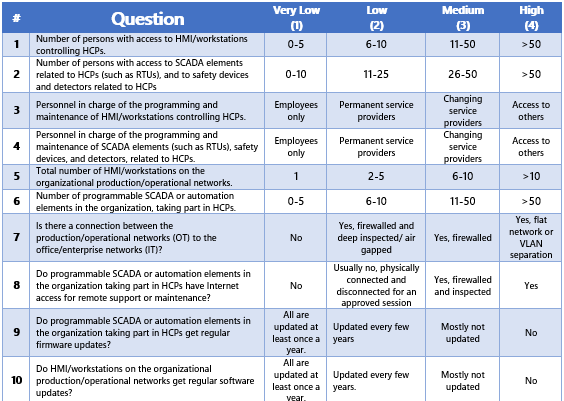 # Question Very Low (1) Low (2) Medium (3) High (4)
1 Number of persons with access to HMI/workstations controlling HCPs. 0-5 6-10 11-50 >50
2 Number of persons with access to SCADA elements related to HCPs (such as RTUs), and to safety devices and detectors related to HCPs 0-10 11-25 26-50 >50
3 Personnel in charge of the programming and maintenance of HMI/workstations controlling HCPs. Employees only Permanent service providers Changing service providers Access to others
4 Personnel in charge of the programming and maintenance of SCADA elements (such as RTUs), safety devices, and detectors, related to HCPs. Employees only Permanent service providers Changing service providers Access to others
5 Total number of HMI/workstations on the organizational production/operational networks. 1 2-5 6-10 >10
6 Number of programmable SCADA or automation elements in the organization, taking part in HCPs. 0-5 6-10 11-50 >50
7 Is there a connection between the production/operational networks (OT) to the office/enterprise networks (IT)? No Yes, firewalled and deep inspected/ air gapped Yes, firewalled Yes, flat network or VLAN separation
8 Do programmable SCADA or automation elements in the organization taking part in HCPs have Internet access for remote support or maintenance? No Usually no, physically connected and disconnected for an approved session Yes, firewalled and inspected Yes
9 Do programmable SCADA or automation elements in the organization taking part in HCPs get regular firmware updates? All are updated at least once a year. Updated every few years Mostly not updated No
10 Do HMI/workstations on the organizational production/operational networks get regular software updates? All are updated at least once a year. Updated every few years. Mostly not updated No